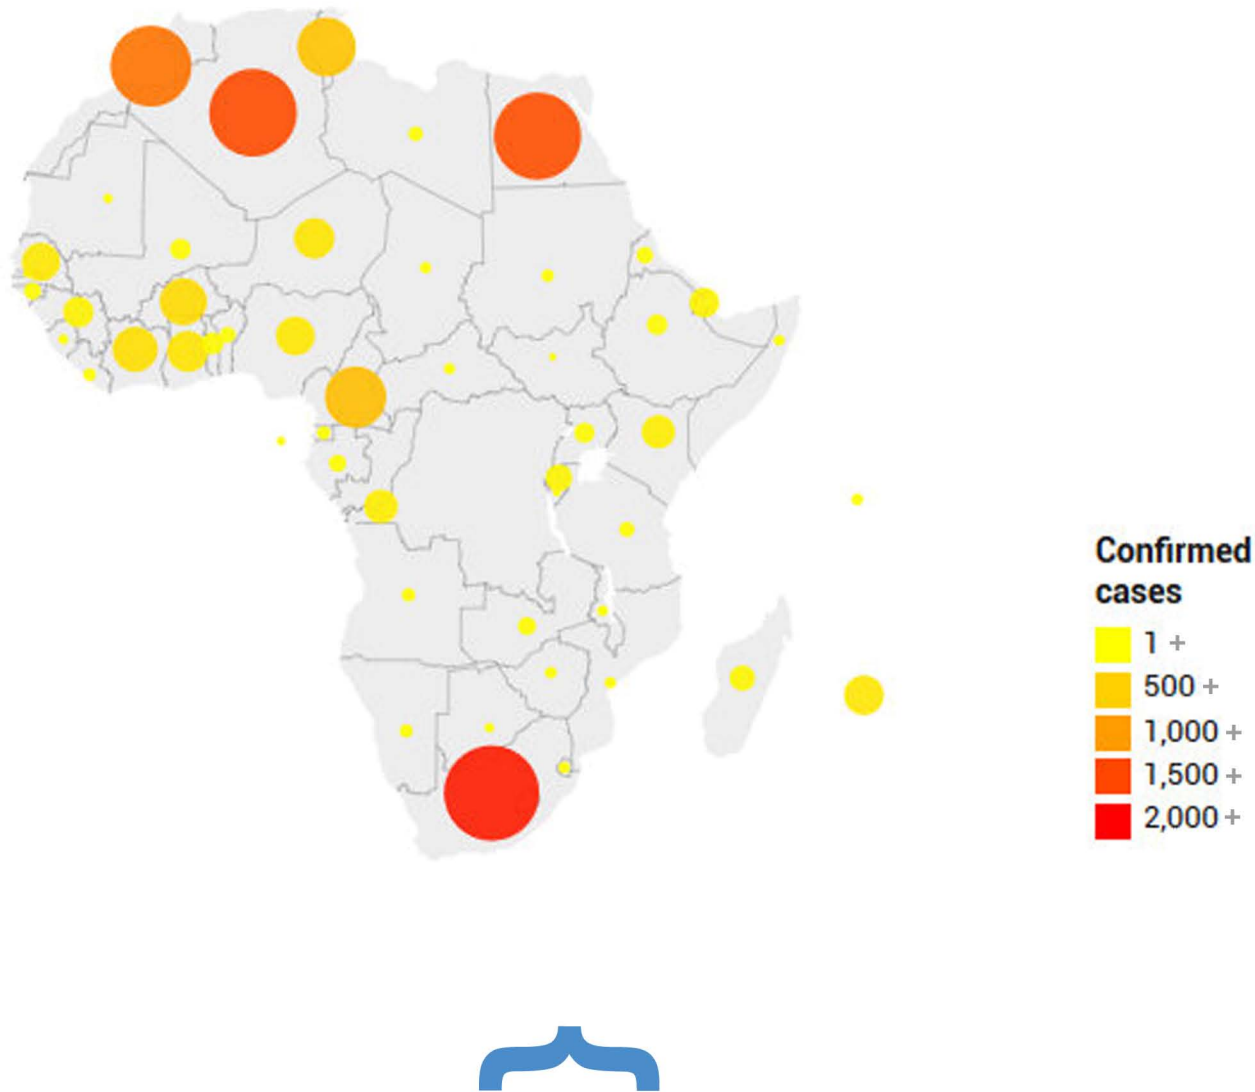 Confirmed
cases
1 +
500 +
1,000 +
1,500 +
2,000 +